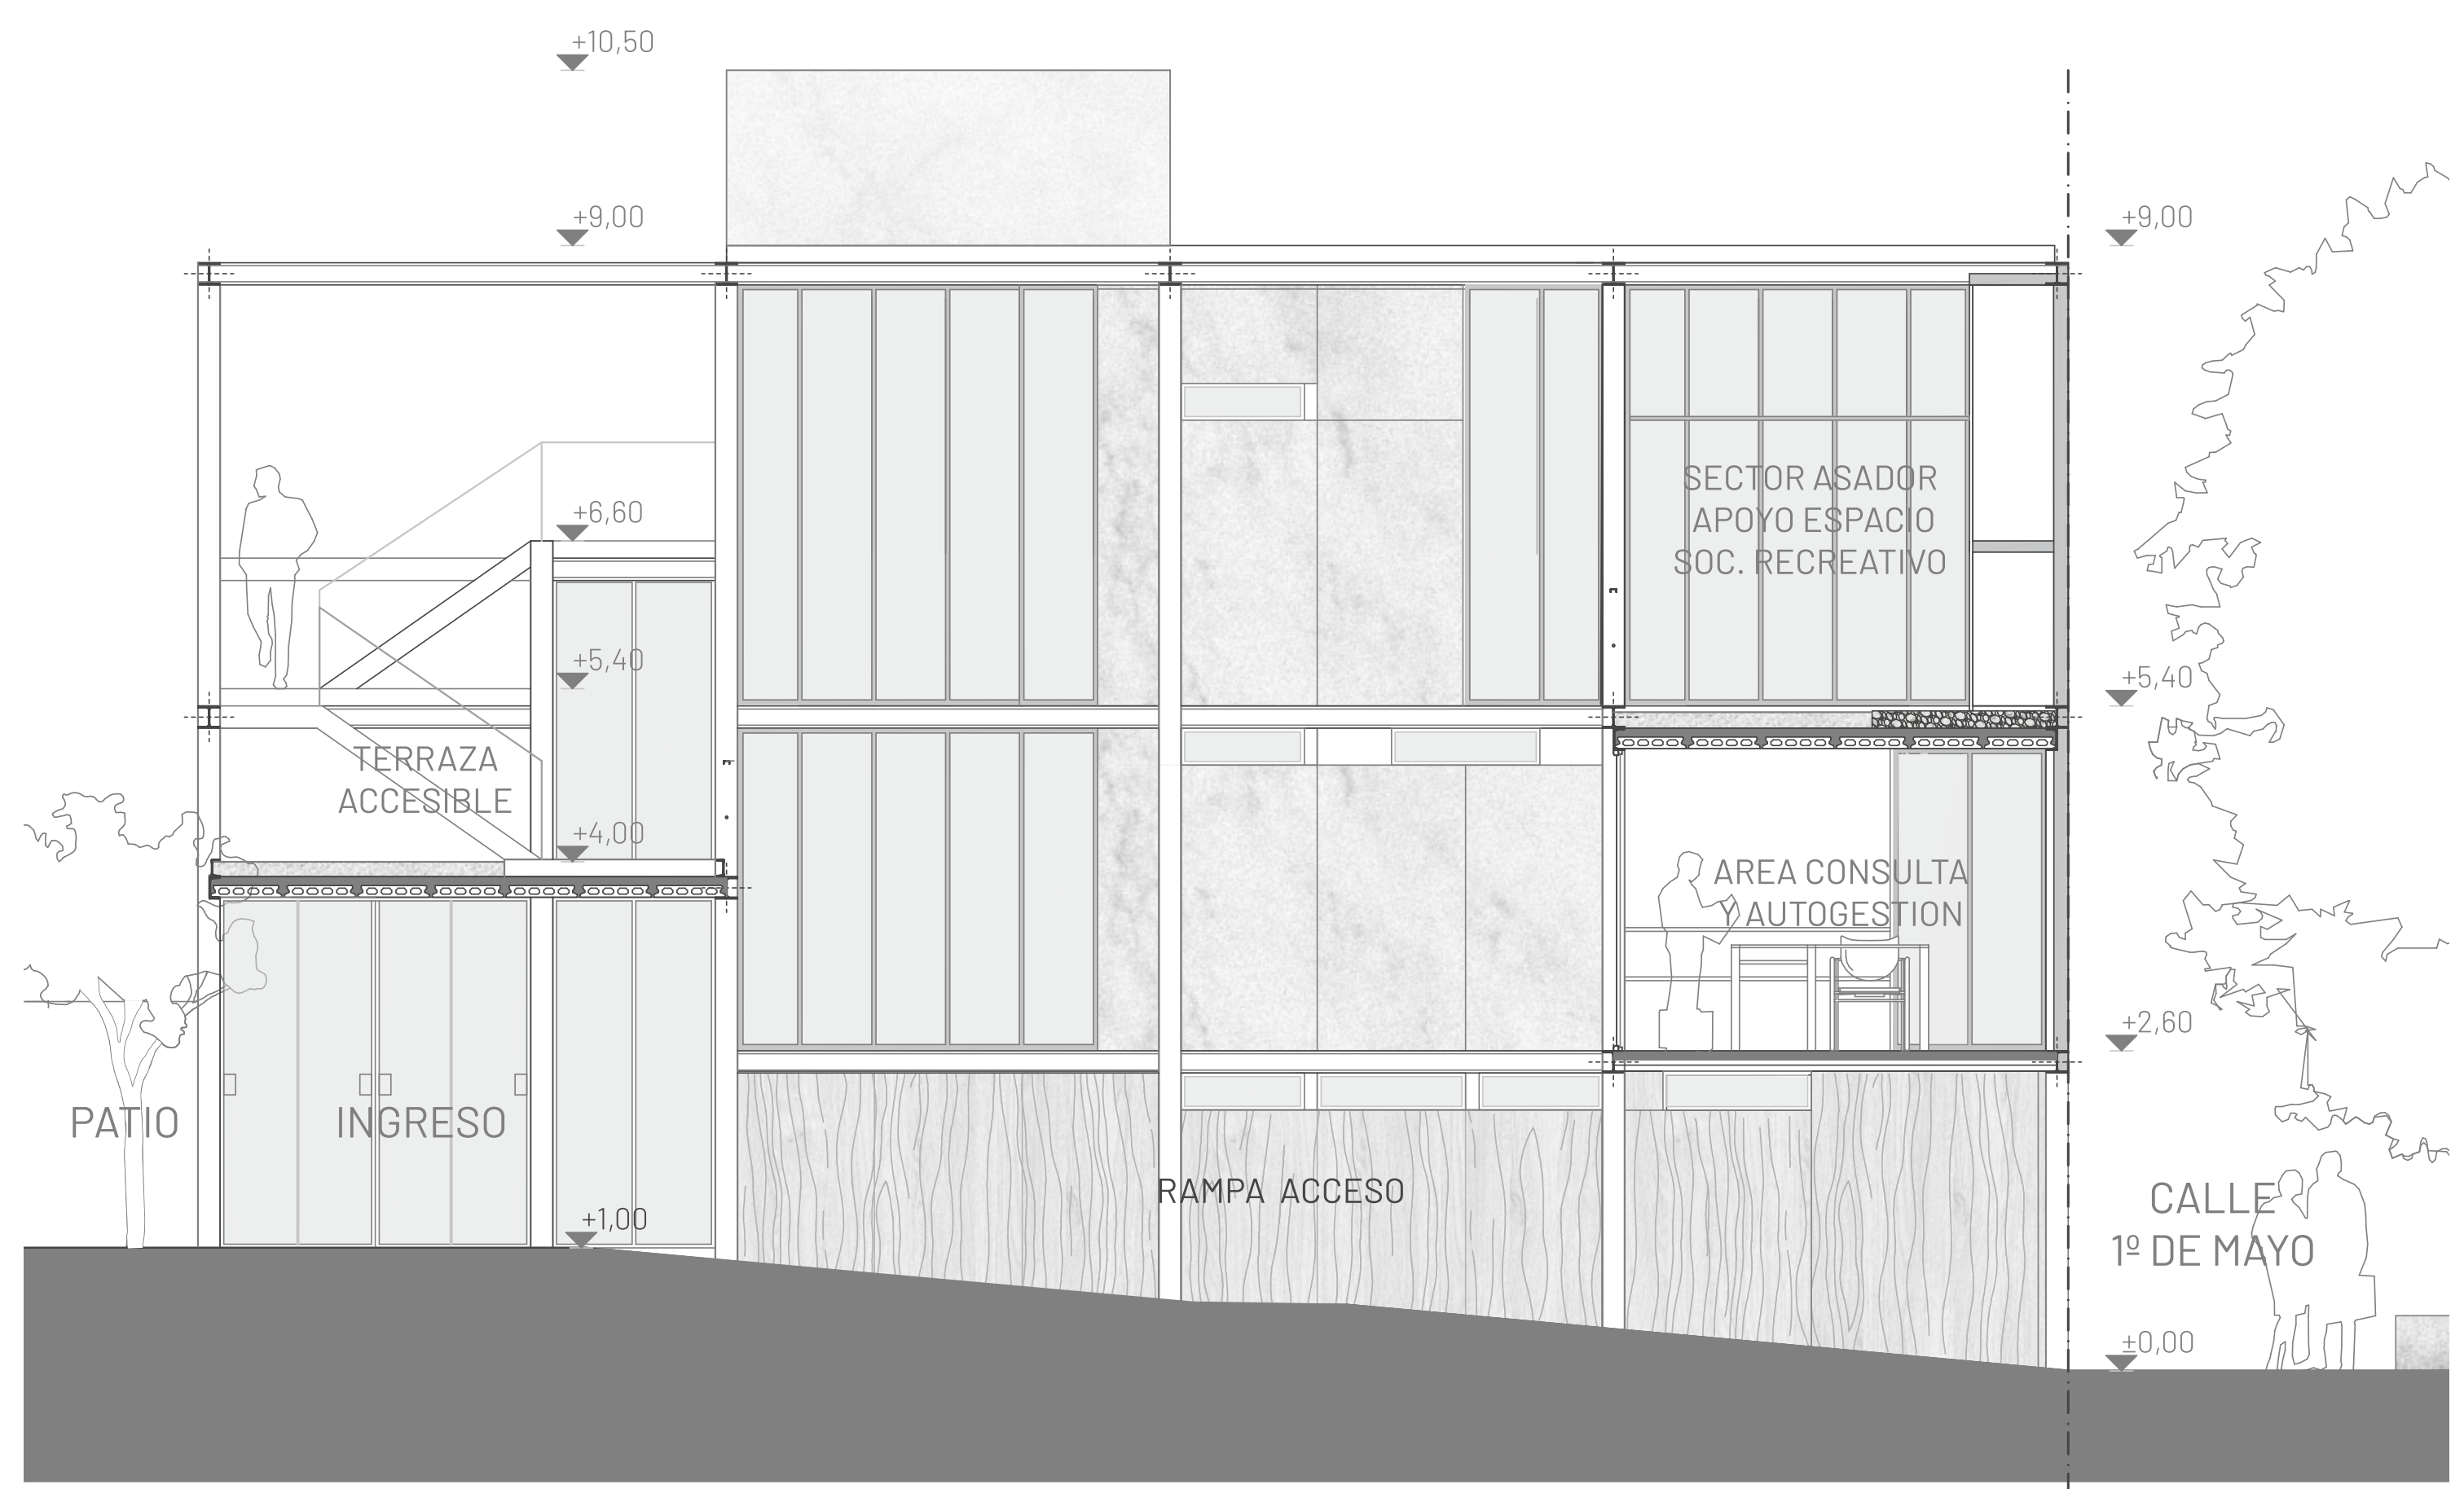 +10,50
+9,00
+9,00
SECTOR ASADOR
APOYO ESPACIO
SOC. RECREATIVO
+6,60
+5,40
+5,40
TERRAZA
ACCESIBLE
+4,00
AREA CONSULTA
Y AUTOGESTION
+2,60
PATIO
INGRESO
RAMPA ACCESO
+1,00
CALLE
1º DE MAYO
±0,00